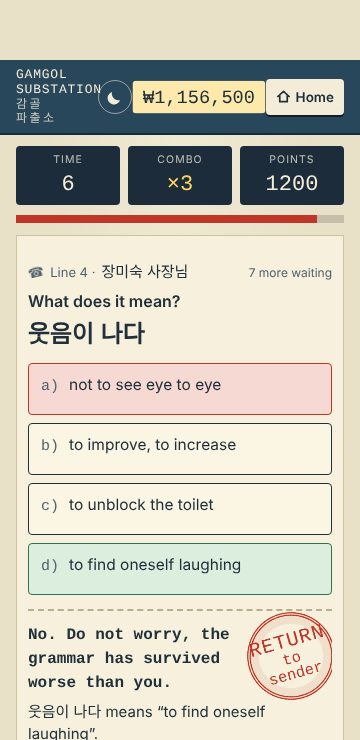 GAMGOL
SUBSTATION
감골
파출소
₩1,156,500
Home
TIME
6
COMBO
×3
POINTS
1200
☎ Line 4 · 장미숙 사장님
7 more waiting
What does it mean?
웃음이 나다
a) not to see eye to eye
b) to improve, to increase
c) to unblock the toilet
d) to find oneself laughing
No. Do not worry, the
grammar has survived
worse than you.
RETURN
to
sender
웃음이 나다 means “to find oneself
laughing”.